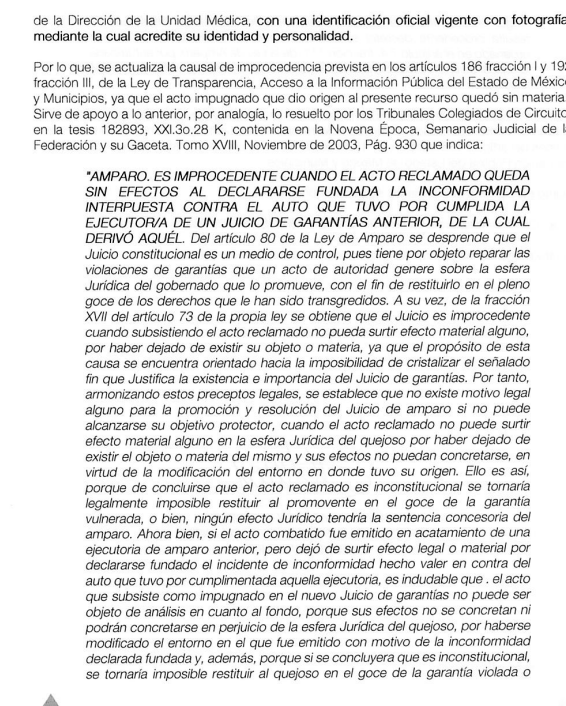 de la Dirección de la Unidad Médica, con una identificación oficial vigente con fotografía
mediante la cual acredite su identidad y personalidad.
Por lo que, se actualiza la causal de improcedencia prevista en los artículos 186 fracción I y 192
fracción III, de la Ley de Transparencia, Acceso a la Información Pública del Estado de México
y Municipios, ya que el acto impugnado que dio origen al presente recurso quedó sin materia.
Sirve de apoyo a lo anterior, por analogía, lo resuelto por los Tribunales Colegiados de Circuito
en la tesis 182893, XXI.3o.28 K, contenida en la Novena Época, Semanario Judicial de la
Federación y su Gaceta. Tomo XVIII, Noviembre de 2003, Pág. 930 que indica:
"AMPARO. ES IMPROCEDENTE CUANDO EL ACTO RECLAMADO QUEDA
SIN EFECTOS AL DECLARARSE FUNDADA LA INCONFORMIDAD
INTERPUESTA CONTRA EL AUTO QUE TUVO POR CUMPLIDA LA
EJECUTOR/A DE UN JUICIO DE GARANTÍAS ANTERIOR, DE LA CUAL
DERIVÓ AQUÉL. Del artículo 80 de la Ley de Amparo se desprende que el
Juicio constitucional es un medio de control, pues tiene por objeto reparar las
violaciones de garantías que un acto de autoridad genere sobre la esfera
Jurídica del gobernado que lo promueve, con el fin de restituirlo en el pleno
goce de los derechos que le han sido transgredidos. A su vez, de la fracción
XVII del artículo 73 de la propia ley se obtiene que el Juicio es improcedente
cuando subsistiendo el acto reclamado no pueda surtir efecto material alguno,
por haber dejado de existir su objeto o materia, ya que el propósito de esta
causa se encuentra orientado hacia la imposibilidad de cristalizar el señalado
fin que Justifica la existencia e importancia del Juicio de garantías. Por tanto,
armonizando estos preceptos legales, se establece que no existe motivo legal
alguno para la promoción y resolución del Juicio de amparo si no puede
alcanzarse su objetivo protector, cuando el acto reclamado no puede surtir
efecto material alguno en la esfera Jurídica del quejoso por haber dejado de
existir el objeto o materia del mismo y sus efectos no puedan concretarse, en
virtud de la modificación del entorno en donde tuvo su origen. Ello es así,
porque de concluirse que el acto reclamado es inconstitucional se tornaría
legalmente imposible restituir al promovente en el goce de la garantía
vulnerada, o bien, ningún efecto Jurídico tendría la sentencia concesoria del
amparo. Ahora bien, si el acto combatido fue emitido en acatamiento de una
ejecutoria de amparo anterior, pero dejó de surtir efecto legal o material por
declararse fundado el incidente de inconformidad hecho valer en contra del
auto que tuvo por cumplimentada aquella ejecutoria, es indudable que . el acto
que subsiste como impugnado en el nuevo Juicio de garantías no puede ser
objeto de análisis en cuanto al fondo, porque sus efectos no se concretan ni
podrán concretarse en perjuicio de la esfera Jurídica del quejoso, por haberse
modificado el entorno en el que fue emitido con motivo de la inconformidad
declarada fundada y, además, porque si se concluyera que es inconstitucional,
se tornaría imposible restituir al quejoso en el goce de la garantía violada o